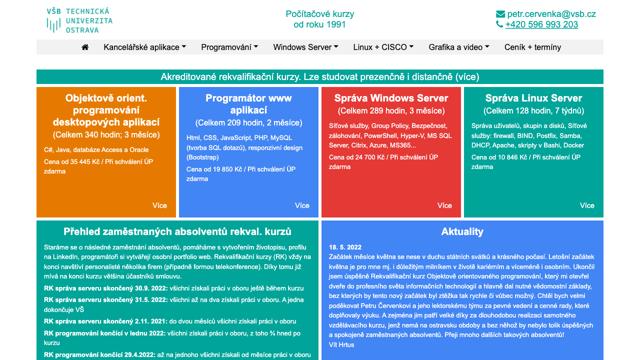 VŠB TECHNICKÁ
UNIVERZITA
OSTRAVA
Počítačové kurzy
od roku 1991
petr.cervenka@vsb.cz
+420 596 993 203
Kancelářské aplikace Programování Windows Server Linux + CISCO Grafika a video Ceník + termíny
Akreditované rekvalifikační kurzy. Lze studovat prezenčně i distančně (více)
Objektově orient.
programování
desktopových aplikací
(Celkem 340 hodin; 3 měsíce)
C#, Java, databáze Access a Oracle
Cena od 35 445 Kč / Při schválení ÚP
zdarma
Více
Programátor www
aplikací
(Celkem 209 hodin, 2 měsíce)
Html, CSS, JavaScript, PHP, MySQL
(tvorba SQL dotazů), responzivní design
(Bootstrap)
Cena od 19 850 Kč / Při schválení ÚP
zdarma
Více
Správa Windows Server
(Celkem 289 hodin, 3 měsíce)
Síťové služby, Group Policy, Bezpečnost,
zálohování, PowerShell, Hyper-V, MS SQL
Server, Citrix, Azure, MS365...
Cena od 24 700 Kč / Při schválení ÚP
zdarma
Více
Správa Linux Server
(Celkem 128 hodin, 7 týdnů)
Správa uživatelů, skupin a disků, Síťové
služby: firewall, BIND, Postfix, Samba,
DHCP, Apache, skripty v Bashi, Docker
Cena od 10 846 Kč / Při schválení ÚP
zdarma
Více
Přehled zaměstnaných absolventů rekval. kurzů
Staráme se o následné zaměstnání absolventů, pomáháme s vytvořením životopisu, profilu
na LinkedIn, programátoři si vytvářejí osobní portfolio web. Rekvalifikační kurzy (RK) vždy na
konci navštíví personalisté několika firem (případně formou telekonference). Díky tomu již
mívá na konci kurzu většina účastníků smlouvu.
RK správa serveru skončený 30.9. 2022: všichni získali práci v oboru ještě během kurzu
RK správa serveru skončený 31.5. 2022: všichni až na dva získali práci v oboru. A jedna
dokončuje VŠ
RK správa serveru skončený 2.11. 2021: do dvou měsíců všichni získali práci v oboru
RK programování končící v lednu 2022: všichni získali práci v oboru, z toho ¾ hned po
kurzu
RK programování končící 29.4.2022: až na jednoho všichni získali od měsíce práci v oboru
Aktuality
18. 5. 2022
Začátek měsíce května se nese v duchu státních svátků a krásného počasí. Letošní začátek
května je pro mne mj. i důležitým milníkem v životě kariérním a víceméně i osobním. Ukončil
jsem úspěšně Rekvalifikační kurz Objektově orientovaného programování, který mi otevřel
dveře do profesního světa informačních technologií a hlavně dal nutné vědomostní základy,
bez kterých by tento nový začátek byl ztěžka tak rychle či vůbec možný. Chtěl bych velmi
poděkovat Petru Červenkovi a jeho lektorskému týmu za pevné vedení a cenné rady, které
doplňovaly výuku. A zejména jim patří velké díky za dlouhodobou realizaci samotného
vzdělávacího kurzu, jenž nemá na ostravsku obdoby a bez něhož by nebylo tolik úspěšných
a spokojených zaměstnaných absolventů. Přeji mnoho dalších takových absolventů!
Vít Hrtus